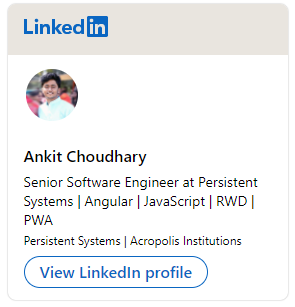 LinkedIn
Ankit Choudhary
Senior Software Engineer at Persistent
Systems | Angular | JavaScript | RWD |
PWA
Persistent Systems | Acropolis Institutions
View LinkedIn profile